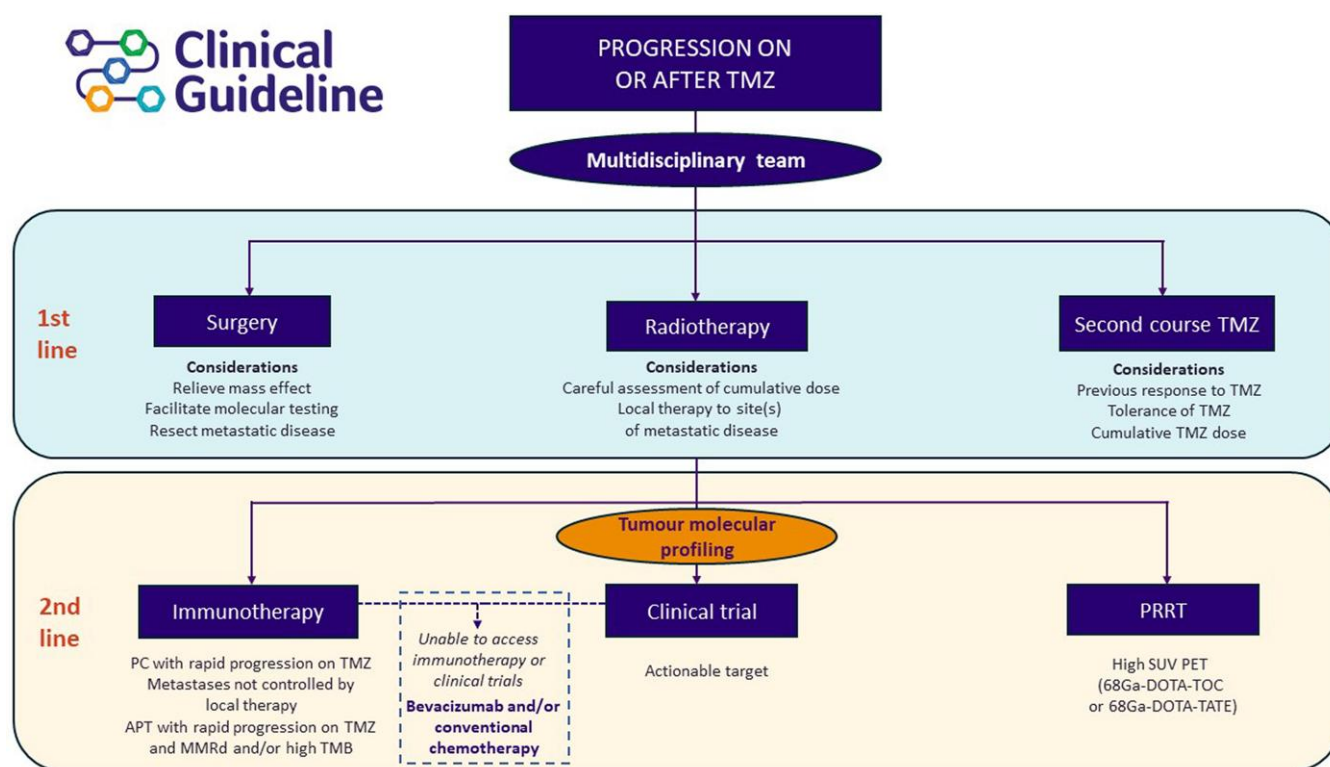 Clinical
Guideline
PROGRESSION ON
OR AFTER TMZ
Multidisciplinary team
1st
line
Surgery
Considerations
Relieve mass effect
Facilitate molecular testing
Resect metastatic disease
Radiotherapy
Considerations
Careful assessment of cumulative dose
Local therapy to site(s)
of metastatic disease
Second course TMZ
Considerations
Previous response to TMZ
Tolerance of TMZ
Cumulative TMZ dose
Tumour molecular
profiling
2nd
line
Immunotherapy
PC with rapid progression on TMZ
Metastases not controlled by
local therapy
APT with rapid progression on TMZ
and MMRd and/or high TMB
Unable to access
immunotherapy or
clinical trials
Bevacizumab and/or
conventional
chemotherapy
Clinical trial
Actionable target
PRRT
High SUV PET
(68Ga-DOTA-TOC
or 68Ga-DOTA-TATE)